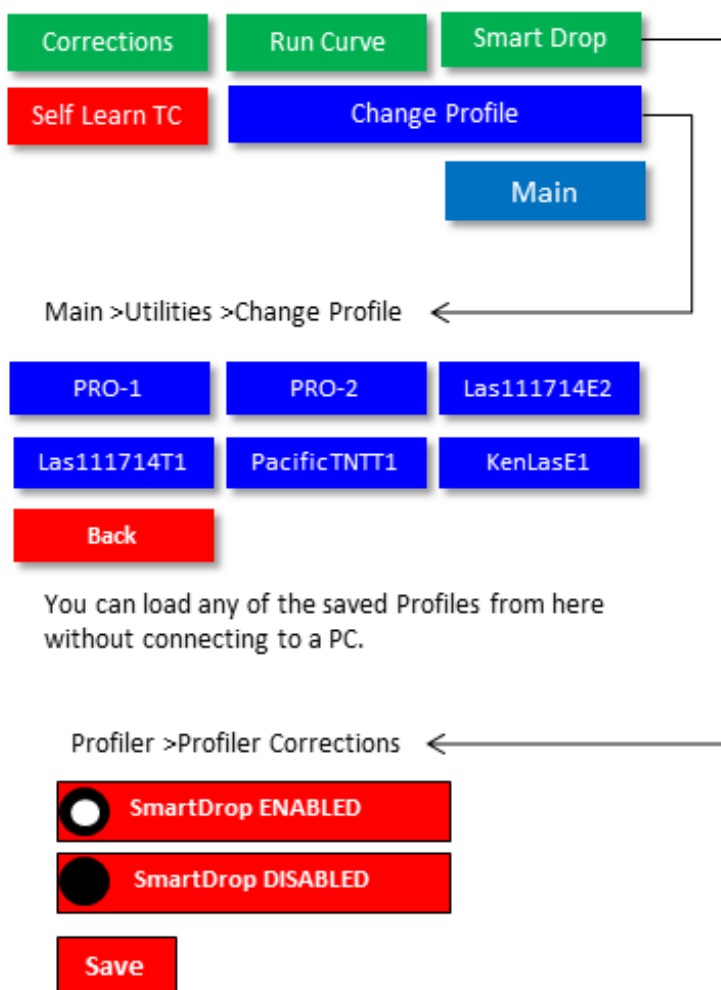 Corrections
Run Curve
Smart Drop
Self Learn TC
Change Profile
Main
Main >Utilities >Change Profile
PRO-1
PRO-2
Las111714E2
Las111714T1
PacificTNTT1
KenLasE1
Back
You can load any of the saved Profiles from here
without connecting to a PC.
Profiler >Profiler Corrections
SmartDrop ENABLED
SmartDrop DISABLED
Save